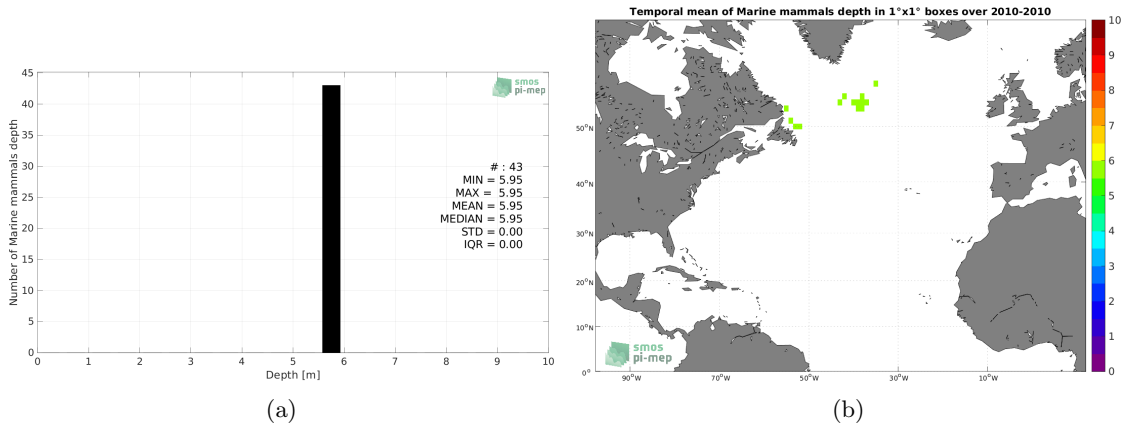 Temporal mean of Marine mammals depth in 1°x1° boxes over 2010-2010
45
40
35
30
25
20
15
10
5
0
Number of Marine mammals depth
smos
pi-mep
# : 43
MIN = 5.95
MAX = 5.95
MEAN = 5.95
MEDIAN = 5.95
STD = 0.00
IQR = 0.00
0 1 2 3 4 5 6 7 8 9 10
Depth [m]
(a)
50°N
40°N
30°N
20°N
10°N
0°
smos
pi-mep
90°W 70°W 50°W 30°W 10°W
10
9
8
7
6
5
4
3
2
1
0
(b)